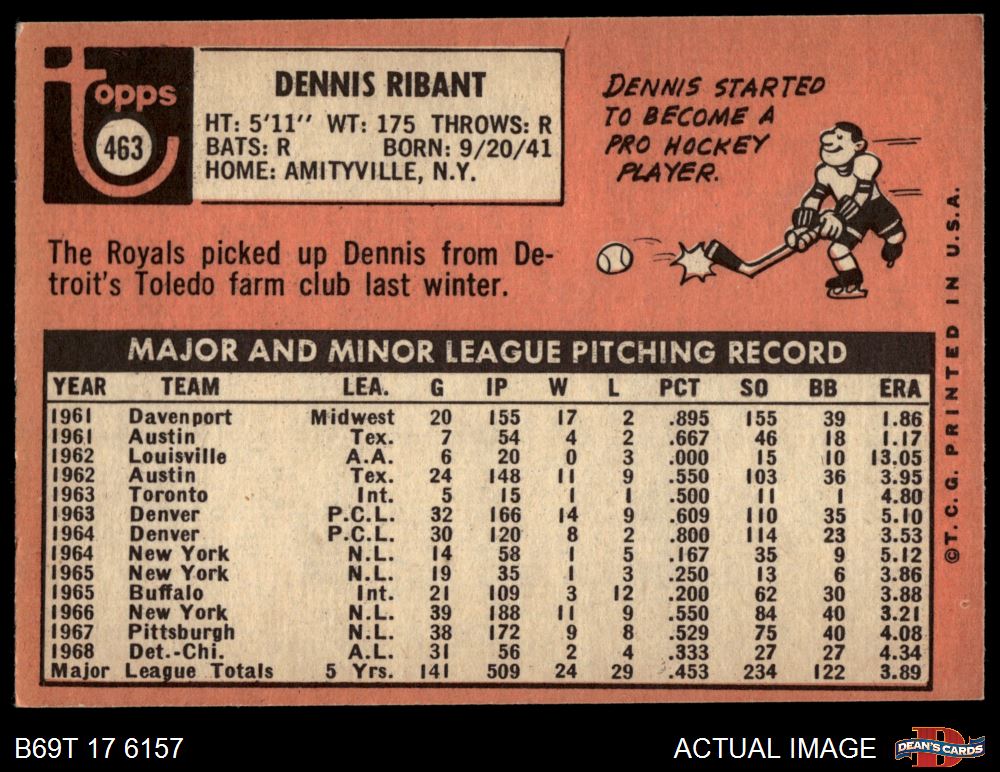 topps
463
DENNIS RIBANT
HT: 5'11" WT: 175 THROWS: R
BATS: R BORN: 9/20/41
HOME: AMITYVILLE, N.Y.
DENNIS STARTED
TO BECOME A
PRO HOCKEY
PLAYER.
The Royals picked up Dennis from De-
troit's Toledo farm club last winter.
MAJOR AND MINOR LEAGUE PITCHING RECORD
YEAR TEAM LEA. G IP W L PCT SO BB ERA
1961 Davenport Midwest 20 155 17 2 .895 155 39 1.86
1961 Austin Tex. 7 54 4 2 .667 46 18 1.17
1962 Louisville A.A. 6 20 0 3 .000 15 10 13.05
1962 Austin Tex. 24 148 11 9 .550 103 36 3.95
1963 Toronto Int. 5 15 1 1 .500 11 1 4.80
1963 Denver P.C.L. 32 166 14 9 .609 110 35 5.10
1964 Denver P.C.L. 30 120 8 2 .800 114 23 3.53
1964 New York N.L. 14 58 1 5 .167 35 9 5.12
1965 New York N.L. 19 35 1 3 .250 13 6 3.86
1965 Buffalo Int. 21 109 3 12 .200 62 30 3.88
1966 New York N.L. 39 188 11 9 .550 84 40 3.21
1967 Pittsburgh N.L. 38 172 9 8 .529 75 40 4.08
1968 Det.-Chi. A.L. 31 56 2 4 .333 27 27 4.34
Major League Totals 5 Yrs. 141 509 24 29 .453 234 122 3.89
©T.C.G. PRINTED IN U.S.A.
B69T 17 6157
ACTUAL IMAGE
DEAN'S CARDS